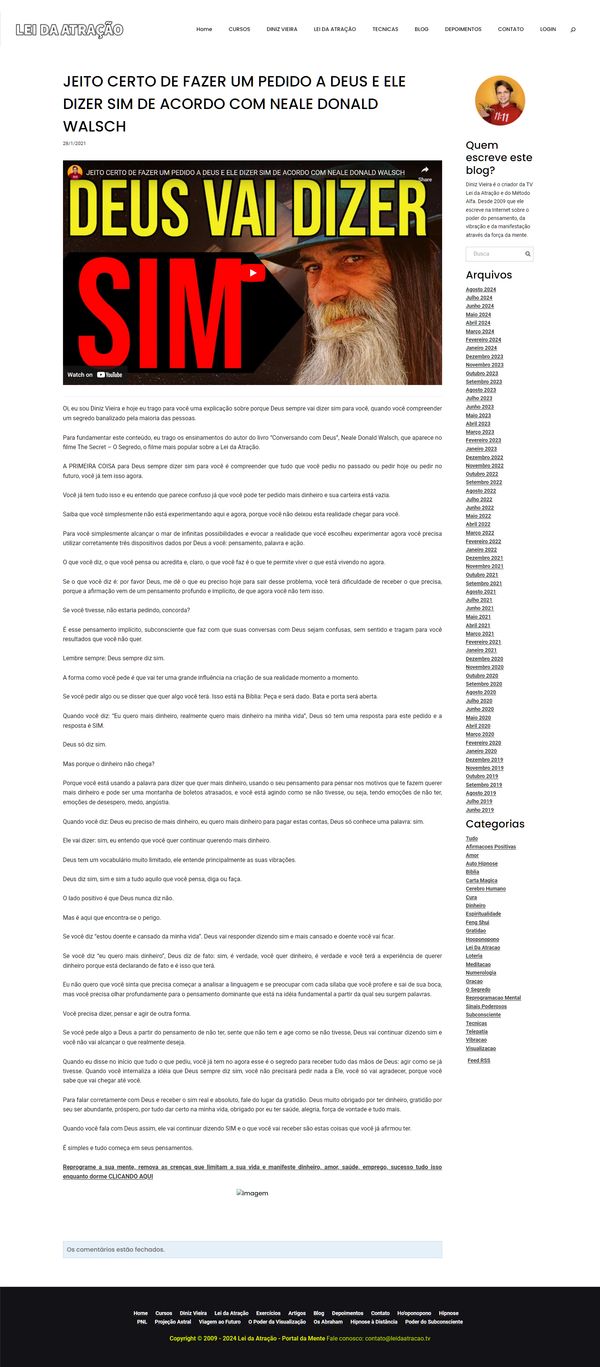 LEI DA ATRAÇÃO
Home CURSOS DINIZ VIEIRA LEI DA ATRAÇÃO TECNICAS BLOG DEPOIMENTOS CONTATO LOGIN
JEITO CERTO DE FAZER UM PEDIDO A DEUS E ELE
DIZER SIM DE ACORDO COM NEALE DONALD
WALSCH
28/1/2021
JEITO CERTO DE FAZER UM PEDIDO A DEUS E ELE DIZER SIM DE ACORDO COM NEALE DONALD WALSCH
Share
DEUS VAI DIZER
SIM
Watch on YouTube
Oi, eu sou Diniz Vieira e hoje eu trago para você uma explicação sobre porque Deus sempre vai dizer sim para você, quando você compreender
um segredo banalizado pela maioria das pessoas.
Para fundamentar este conteúdo, eu trago os ensinamentos do autor do livro “Conversando com Deus”, Neale Donald Walsch, que aparece no
filme The Secret – O Segredo, o filme mais popular sobre a Lei da Atração.
A PRIMEIRA COISA para Deus sempre dizer sim para você é compreender que tudo que você pediu no passado ou pedir hoje ou pedir no
futuro, você já tem isso agora.
Você já tem tudo isso e eu entendo que parece confuso já que você pode ter pedido mais dinheiro e sua carteira está vazia.
Saiba que você simplesmente não está experimentando aqui e agora, porque você não deixou esta realidade chegar para você.
Para você simplesmente alcançar o mar de infinitas possibilidades e evocar a realidade que você escolheu experimentar agora você precisa
utilizar corretamente três dispositivos dados por Deus a você: pensamento, palavra e ação.
O que você diz, o que você pensa ou acredita e, claro, o que você faz é o que te permite viver o que está vivendo no agora.
Se o que você diz é: por favor Deus, me dê o que eu preciso hoje para sair desse problema, você terá dificuldade de receber o que precisa,
porque a afirmação vem de um pensamento profundo e implícito, de que agora você não tem isso.
Se você tivesse, não estaria pedindo, concorda?
É esse pensamento implícito, subconsciente que faz com que suas conversas com Deus sejam confusas, sem sentido e tragam para você
resultados que você não quer.
Lembre sempre: Deus sempre diz sim.
A forma como você pede é que vai ter uma grande influência na criação de sua realidade momento a momento.
Se você pedir algo ou se disser que quer algo você terá. Isso está na Bíblia: Peça e será dado. Bata e porta será aberta.
Quando você diz: “Eu quero mais dinheiro, realmente quero mais dinheiro na minha vida”, Deus só tem uma resposta para este pedido e a
resposta é SIM.
Deus só diz sim.
Mas porque o dinheiro não chega?
Porque você está usando a palavra para dizer que quer mais dinheiro, usando o seu pensamento para pensar nos motivos que te fazem querer
mais dinheiro e pode ser uma montanha de boletos atrasados, e você está agindo como se não tivesse, ou seja, tendo emoções de não ter,
emoções de desespero, medo, angústia.
Quando você diz: Deus eu preciso de mais dinheiro, eu quero mais dinheiro para pagar estas contas, Deus só conhece uma palavra: sim.
Ele vai dizer: sim, eu entendo que você quer continuar querendo mais dinheiro.
Deus tem um vocabulário muito limitado, ele entende principalmente as suas vibrações.
Deus diz sim, sim e sim a tudo aquilo que você pensa, diga ou faça.
O lado positivo é que Deus nunca diz não.
Mas é aqui que encontra-se o perigo.
Se você diz “estou doente e cansado da minha vida”. Deus vai responder dizendo sim e mais cansado e doente você vai ficar.
Se você diz “eu quero mais dinheiro”, Deus diz de fato: sim, é verdade, você quer dinheiro, é verdade e você terá a experiência de querer
dinheiro porque está declarando de fato e é isso que terá.
Eu não quero que você sinta que precisa começar a analisar a linguagem e se preocupar com cada sílaba que você profere e sai de sua boca,
mas você precisa olhar profundamente para o pensamento dominante que está na idéia fundamental a partir da qual seu surgem palavras.
Você precisa dizer, pensar e agir de outra forma.
Se você pede algo a Deus a partir do pensamento de não ter, sente que não tem e age como se não tivesse, Deus vai continuar dizendo sim e
você não vai alcançar o que realmente deseja.
Quando eu disse no início que tudo o que pediu, você já tem no agora esse é o segredo para receber tudo das mãos de Deus: agir como se já
tivesse. Quando você internaliza a idéia que Deus sempre diz sim, você não precisará pedir nada a Ele, você só vai agradecer, porque você
sabe que vai chegar até você.
Para falar corretamente com Deus e receber o sim real e absoluto, fale do lugar da gratidão. Deus muito obrigado por ter dinheiro, gratidão por
seu ser abundante, próspero, por tudo dar certo na minha vida, obrigado por eu ter saúde, alegria, força de vontade e tudo mais.
Quando você fala com Deus assim, ele vai continuar dizendo SIM e o que você vai receber são estas coisas que você já afirmou ter.
É simples e tudo começa em seus pensamentos.
Reprograme a sua mente, remova as crenças que limitam a sua vida e manifeste dinheiro, amor, saúde, emprego, sucesso tudo isso
enquanto dorme CLICANDO AQUI
Imagem
Os comentários estão fechados.
11:11
Quem
escreve este
blog?
Diniz Vieira é o criador da TV
Lei da Atração e do Método
Alfa. Desde 2009 que ele
escreve na Internet sobre o
poder do pensamento, da
vibração e da manifestação
através da força da mente.
Busca
Arquivos
Agosto 2024
Julho 2024
Junho 2024
Maio 2024
Abril 2024
Março 2024
Fevereiro 2024
Janeiro 2024
Dezembro 2023
Novembro 2023
Outubro 2023
Setembro 2023
Agosto 2023
Julho 2023
Junho 2023
Maio 2023
Abril 2023
Março 2023
Fevereiro 2023
Janeiro 2023
Dezembro 2022
Novembro 2022
Outubro 2022
Setembro 2022
Agosto 2022
Julho 2022
Junho 2022
Maio 2022
Abril 2022
Março 2022
Fevereiro 2022
Janeiro 2022
Dezembro 2021
Novembro 2021
Outubro 2021
Setembro 2021
Agosto 2021
Julho 2021
Junho 2021
Maio 2021
Abril 2021
Março 2021
Fevereiro 2021
Janeiro 2021
Dezembro 2020
Novembro 2020
Outubro 2020
Setembro 2020
Agosto 2020
Julho 2020
Junho 2020
Maio 2020
Abril 2020
Março 2020
Fevereiro 2020
Janeiro 2020
Dezembro 2019
Novembro 2019
Outubro 2019
Setembro 2019
Agosto 2019
Julho 2019
Junho 2019
Categorias
Tudo
Afirmacoes Positivas
Amor
Auto Hipnose
Biblia
Carta Magica
Cerebro Humano
Cura
Dinheiro
Espiritualidade
Feng Shui
Gratidao
Hooponopono
Lei Da Atracao
Loteria
Meditacao
Numerologia
Oracao
O Segredo
Reprogramacao Mental
Sinais Poderosos
Subconsciente
Tecnicas
Telepatia
Vibracao
Visualizacao
Feed RSS
Home Cursos Diniz Vieira Lei da Atração Exercícios Artigos Blog Depoimentos Contato Ho'oponopono Hipnose
PNL Projeção Astral Viagem ao Futuro O Poder da Visualização Os Abraham Hipnose à Distância Poder do Subconsciente
Copyright © 2009 - 2024 Lei da Atração - Portal da Mente Fale conosco: contato@leidaatracao.tv